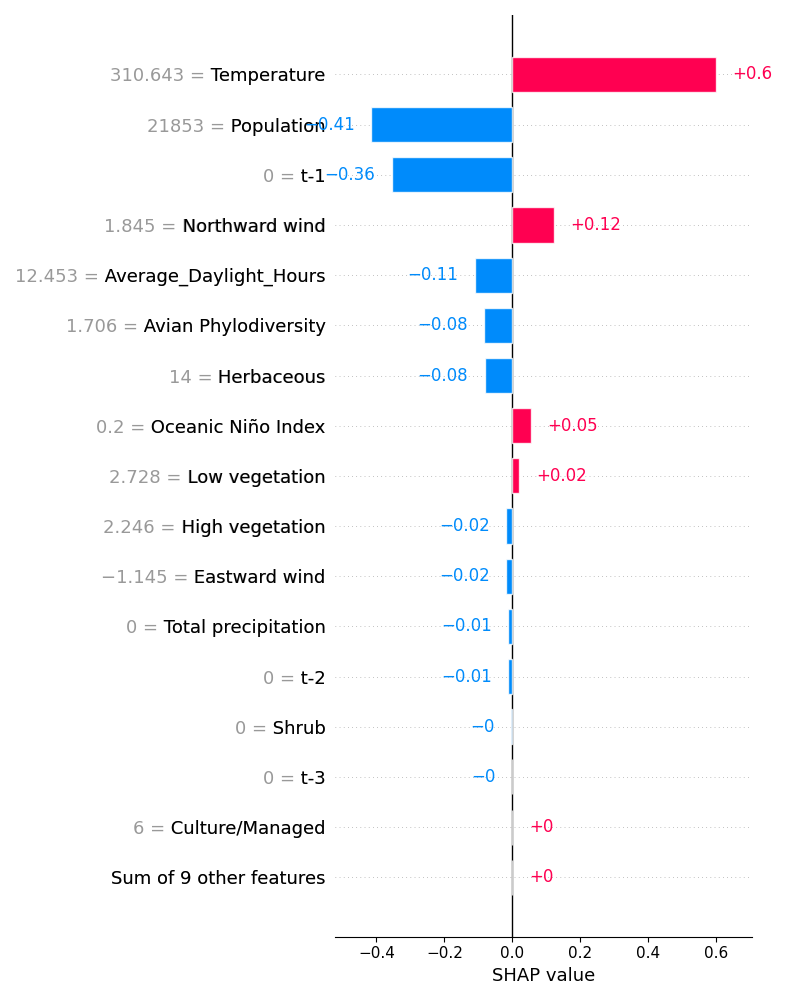 310.643 = Temperature +0.6
21853 = Population −0.41
0 = t-1 −0.36
1.845 = Northward wind +0.12
12.453 = Average_Daylight_Hours −0.11
1.706 = Avian Phylodiversity −0.08
14 = Herbaceous −0.08
0.2 = Oceanic Niño Index +0.05
2.728 = Low vegetation +0.02
2.246 = High vegetation −0.02
−1.145 = Eastward wind −0.02
0 = Total precipitation −0.01
0 = t-2 −0.01
0 = Shrub −0
0 = t-3 −0
6 = Culture/Managed +0
Sum of 9 other features +0
−0.4 −0.2 0.0 0.2 0.4 0.6
SHAP value